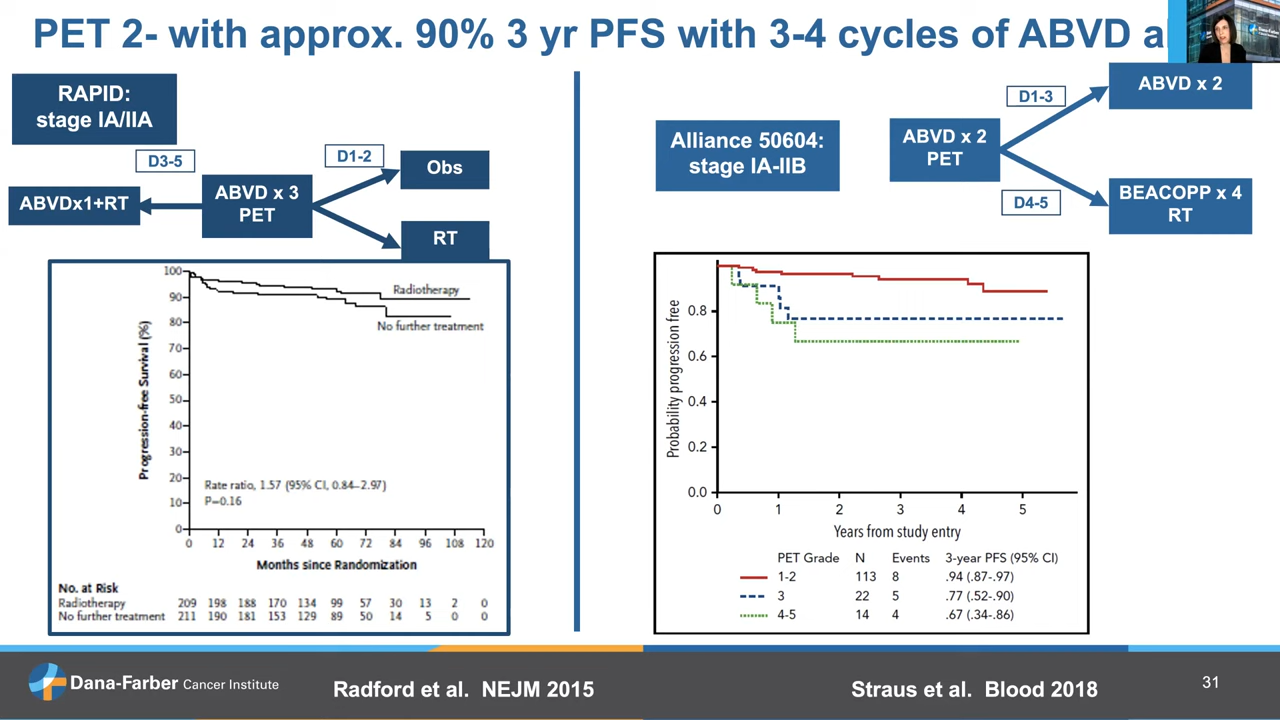 PET 2- with approx. 90% 3 yr PFS with 3-4 cycles of ABVD al
RAPID:
stage IA/IIA
D3-5
D1-2
ABVDx1+RT
ABVD x 3
PET
Obs
RT
100
90
80
70
60
50
40
30
20
10
0
Progression-free Survival (%)
Radiotherapy
No further treatment
Rate ratio, 1.57 (95% CI, 0.84–2.97)
P=0.16
0 12 24 36 48 60 72 84 96 108 120
Months since Randomization
No. at Risk
Radiotherapy 209 198 188 170 134 99 57 30 13 2 0
No further treatment 211 190 181 153 129 89 50 14 5 0 0
Alliance 50604:
stage IA-IIB
ABVD x 2
PET
D1-3
D4-5
ABVD x 2
BEACOPP x 4
RT
Probability progression free
0.8
0.6
0.4
0.2
0.0
0 1 2 3 4 5
Years from study entry
PET Grade N Events 3-year PFS (95% CI)
1-2 113 8 .94 (.87-.97)
3 22 5 .77 (.52-.90)
4-5 14 4 .67 (.34-.86)
Dana-Farber Cancer Institute
Radford et al. NEJM 2015
Straus et al. Blood 2018
31